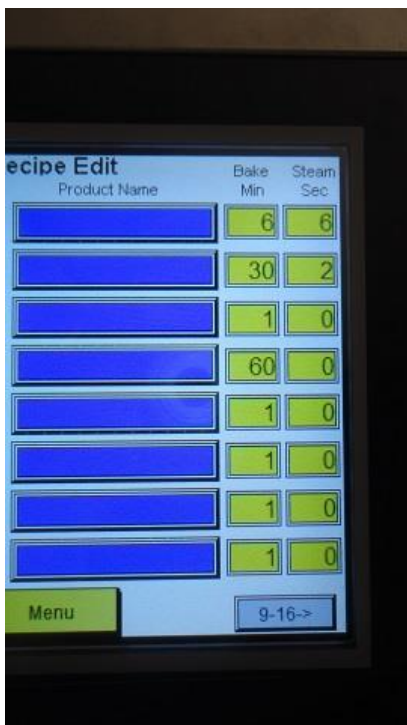 ecipe Edit
Bake Steam
Product Name Min Sec
6 6
30 2
1 0
60 0
1 0
1 0
1 0
1 0
Menu 9-16->